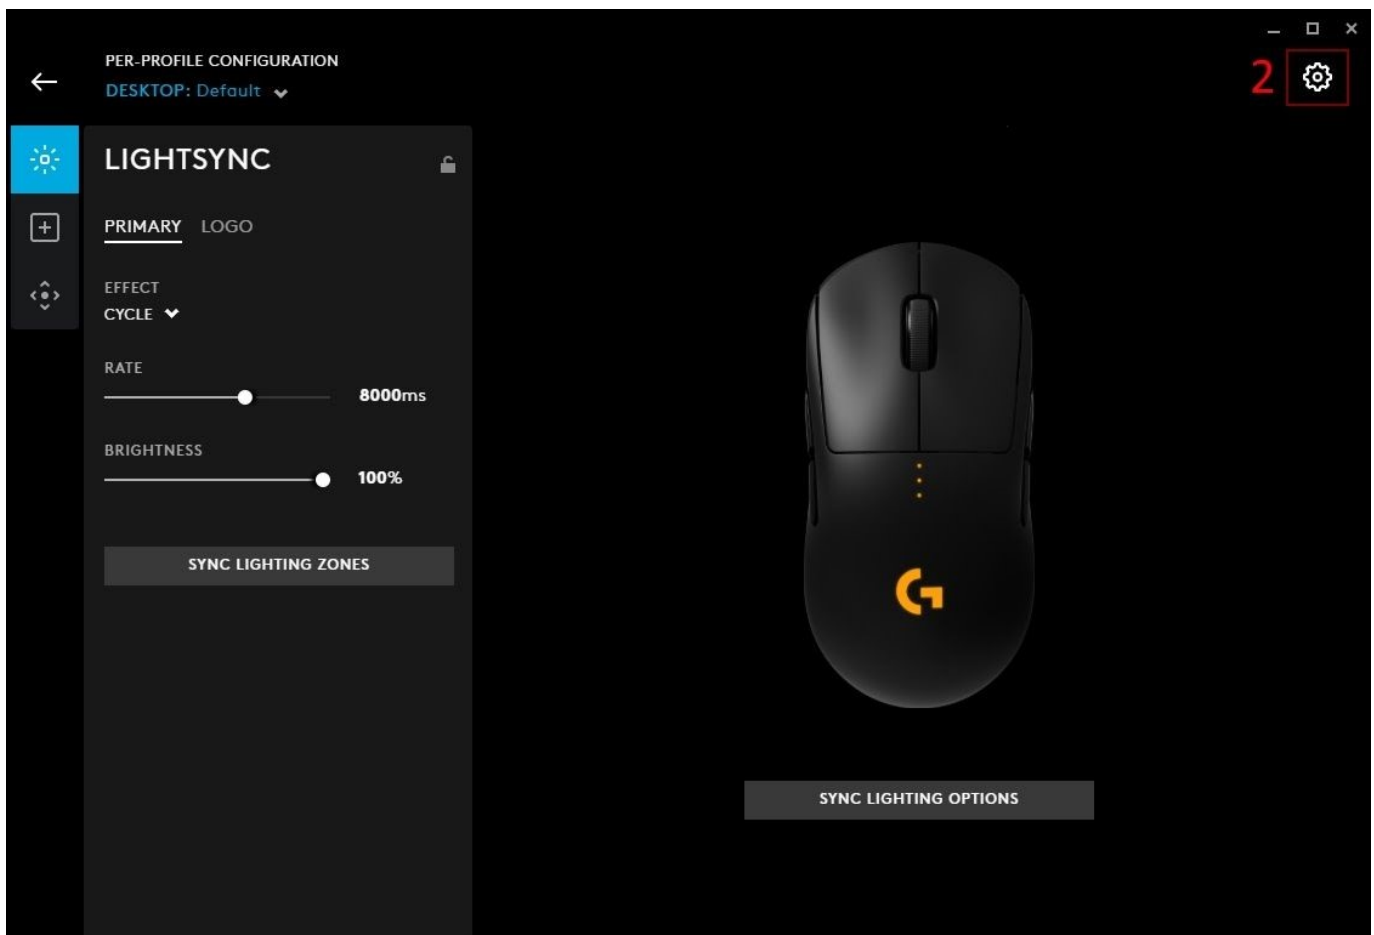 PER-PROFILE CONFIGURATION
DESKTOP: Default
2
LIGHTSYNC
PRIMARY LOGO
EFFECT
CYCLE
RATE
8000ms
BRIGHTNESS
100%
SYNC LIGHTING ZONES
G
SYNC LIGHTING OPTIONS